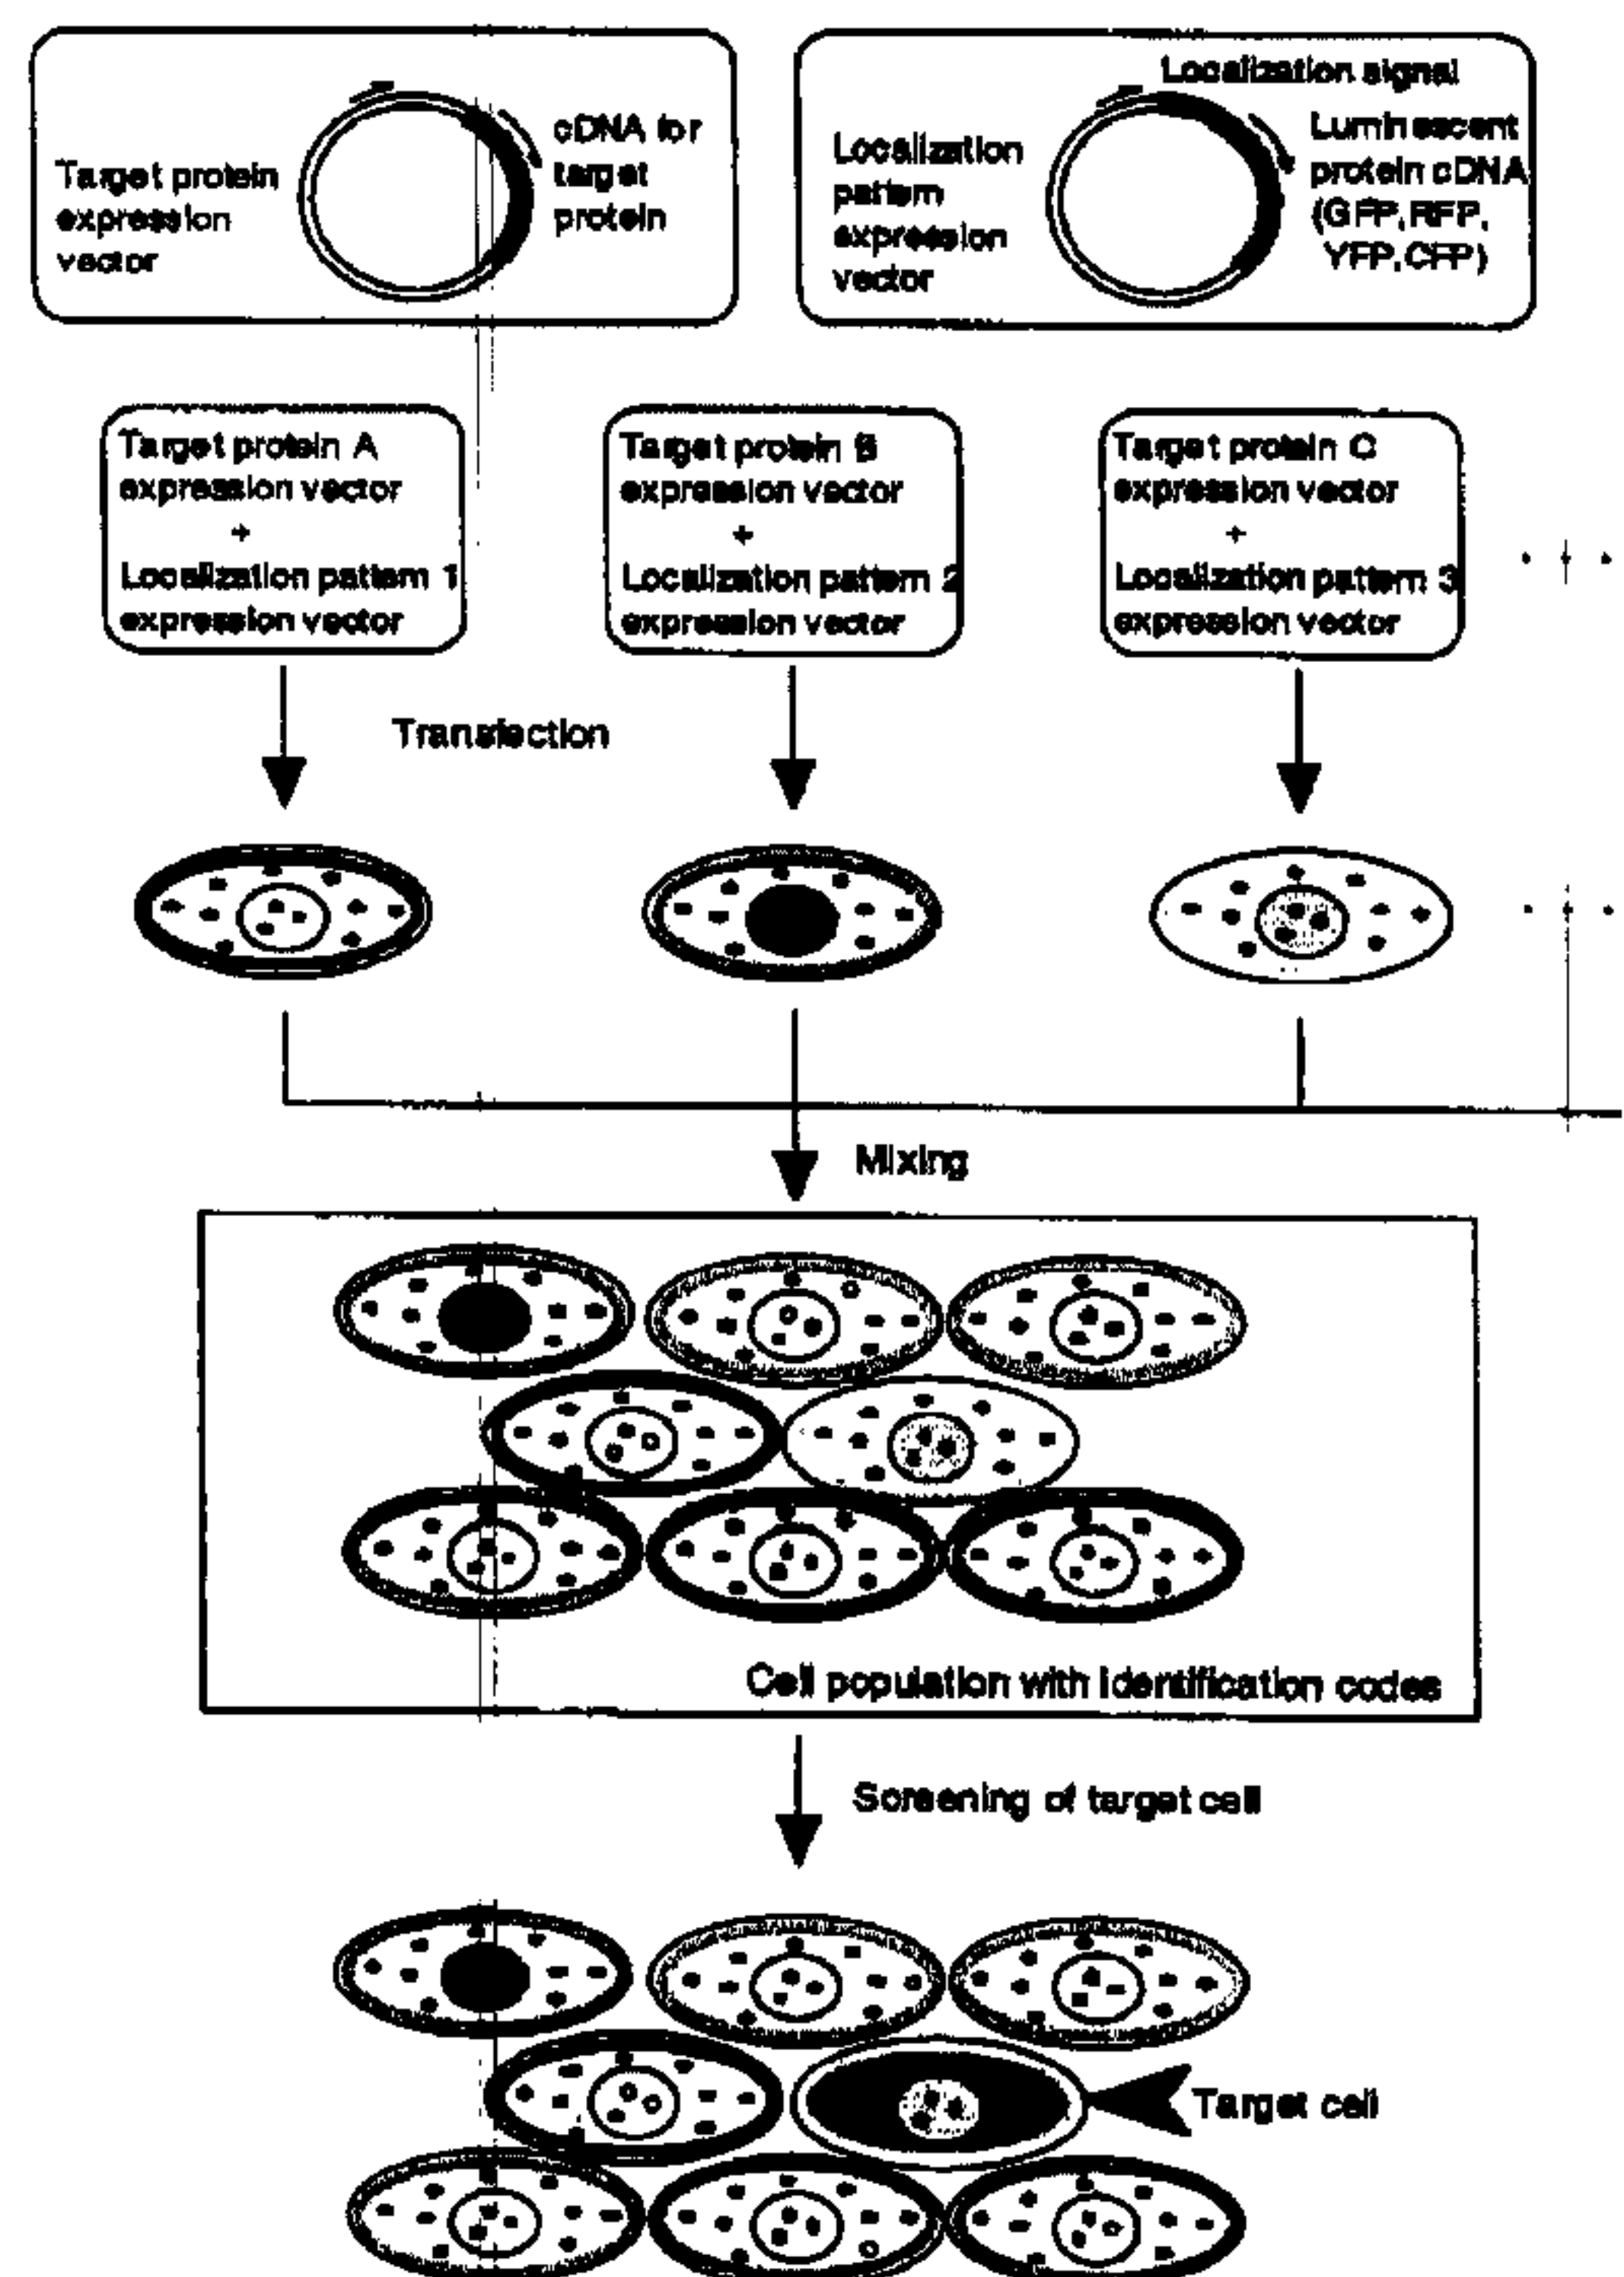 Target protein
expression
vector
cDNA for
target
protein
Localization signal
Localization
pattern
expression
vector
Luminescent
protein cDNA
(GFP, RFP,
YFP, CFP)
Target protein A
expression vector
+
Localization pattern 1
expression vector
Target protein B
expression vector
+
Localization pattern 2
expression vector
Target protein C
expression vector
+
Localization pattern 3
expression vector
Transfection
Mixing
Cell population with identification codes
Screening of target cell
Target cell